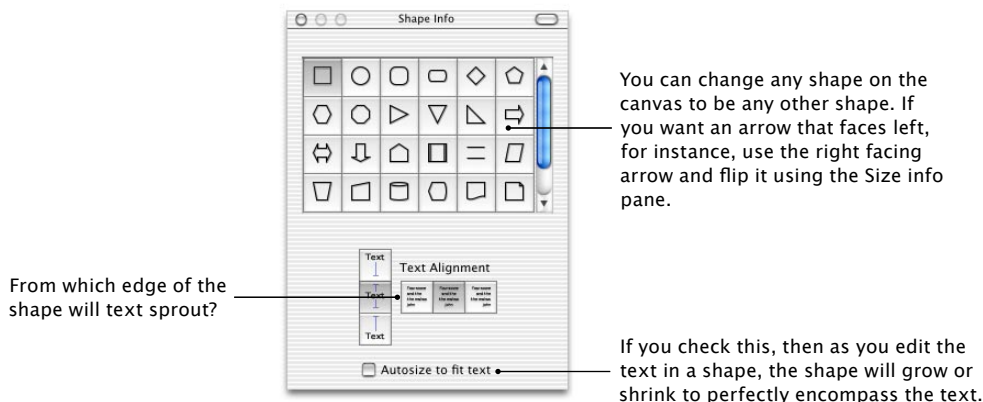 Shape Info
You can change any shape on the
canvas to be any other shape. If
you want an arrow that faces left,
for instance, use the right facing
arrow and flip it using the Size info
pane.
From which edge of the
shape will text sprout?
Text
Text
Text
Text Alignment
Autosize to fit text
If you check this, then as you edit the
text in a shape, the shape will grow or
shrink to perfectly encompass the text.